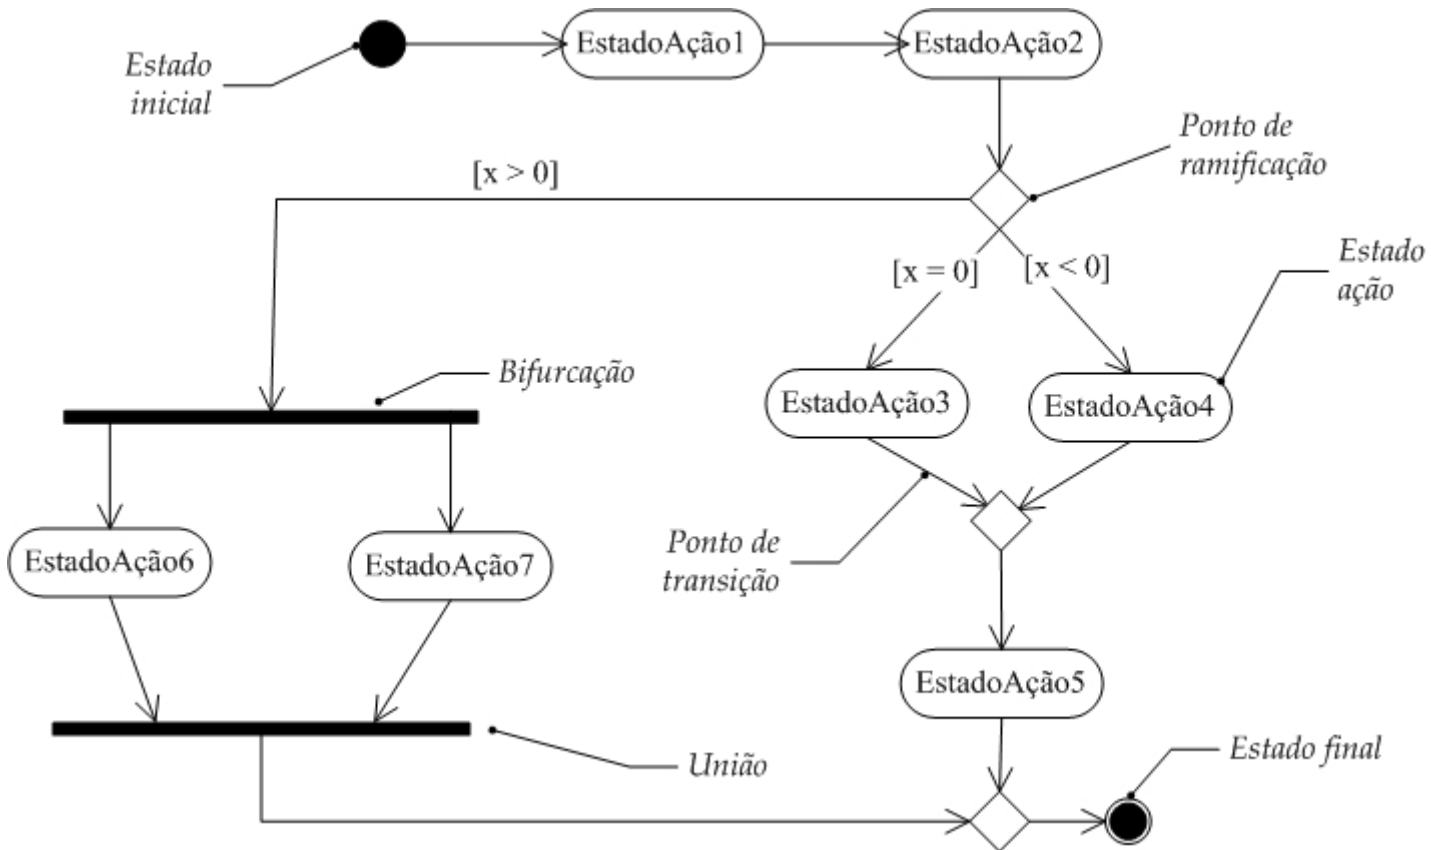 EstadoAção1
EstadoAção2
Estado
inicial
Ponto de
ramificação
[x > 0]
Estado
ação
[x = 0]
[x < 0]
Bifurcação
EstadoAção3
EstadoAção4
Ponto de
transição
EstadoAção6
EstadoAção7
EstadoAção5
União
Estado final